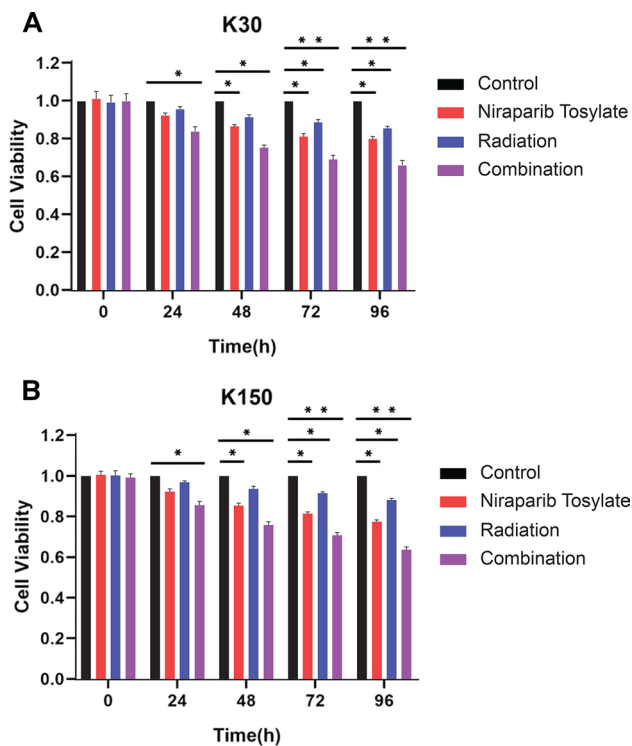 A
K30
* * * *
* * * *
* * * *
1.2
1.0
0.8
0.6
0.4
0.2
0.0
Cell Viability
0 24 48 72 96
Time(h)
Control
Niraparib Tosylate
Radiation
Combination
B
K150
* * * *
* * * *
* * * *
1.2
1.0
0.8
0.6
0.4
0.2
0.0
Cell Viability
0 24 48 72 96
Time(h)
Control
Niraparib Tosylate
Radiation
Combination